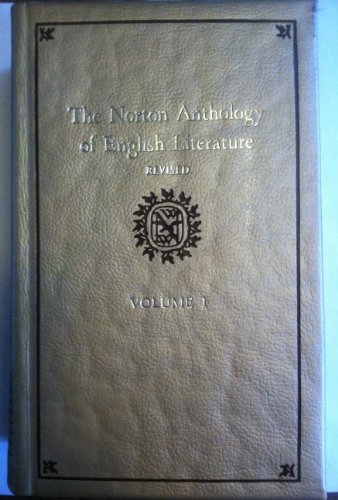 The Norton Anthology
of English Literature
REVISED
VOLUME 1